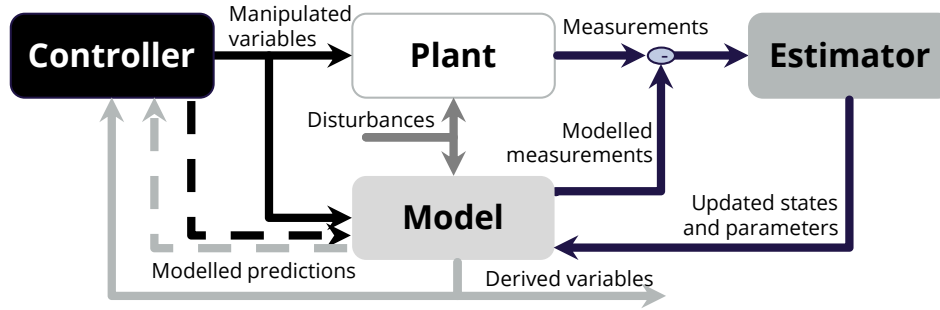 Manipulated
variables
Controller
Plant
Measurements
-
Estimator
Disturbances
Modelled
measurements
Model
Updated states
and parameters
Modelled predictions
Derived variables